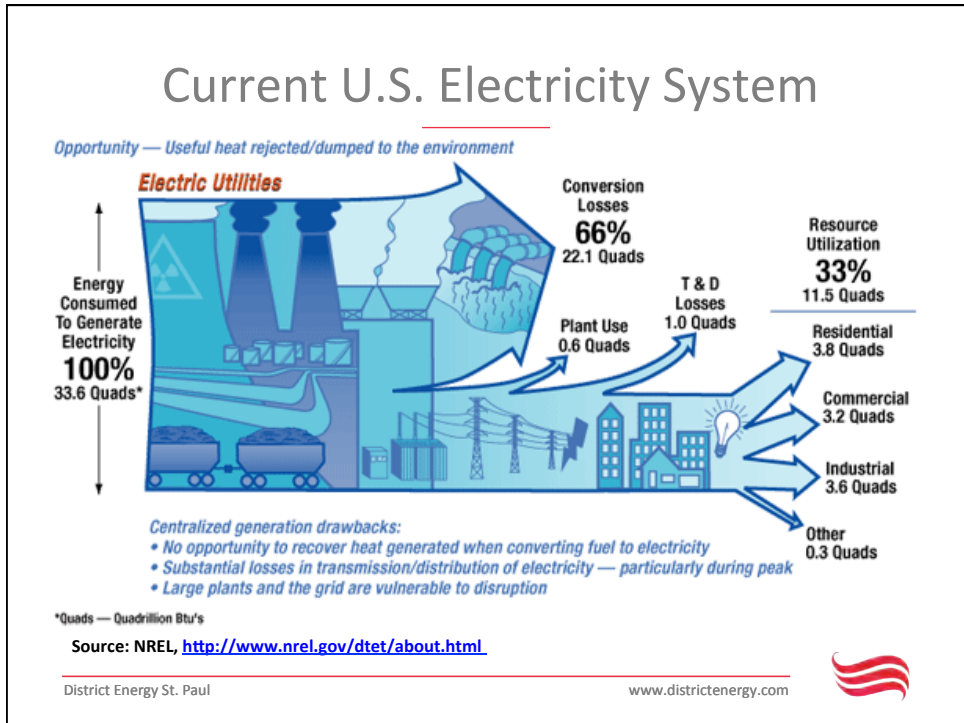 Current U.S. Electricity System
Opportunity — Useful heat rejected/dumped to the environment
Electric Utilities
Energy
Consumed
To Generate
Electricity
100%
33.6 Quads*
Conversion
Losses
66%
22.1 Quads
Plant Use
0.6 Quads
T & D
Losses
1.0 Quads
Resource
Utilization
33%
11.5 Quads
Residential
3.8 Quads
Commercial
3.2 Quads
Industrial
3.6 Quads
Other
0.3 Quads
Centralized generation drawbacks:
• No opportunity to recover heat generated when converting fuel to electricity
• Substantial losses in transmission/distribution of electricity — particularly during peak
• Large plants and the grid are vulnerable to disruption
*Quads — Quadrillion Btu's
Source: NREL, http://www.nrel.gov/dtet/about.html
District Energy St. Paul
www.districtenergy.com